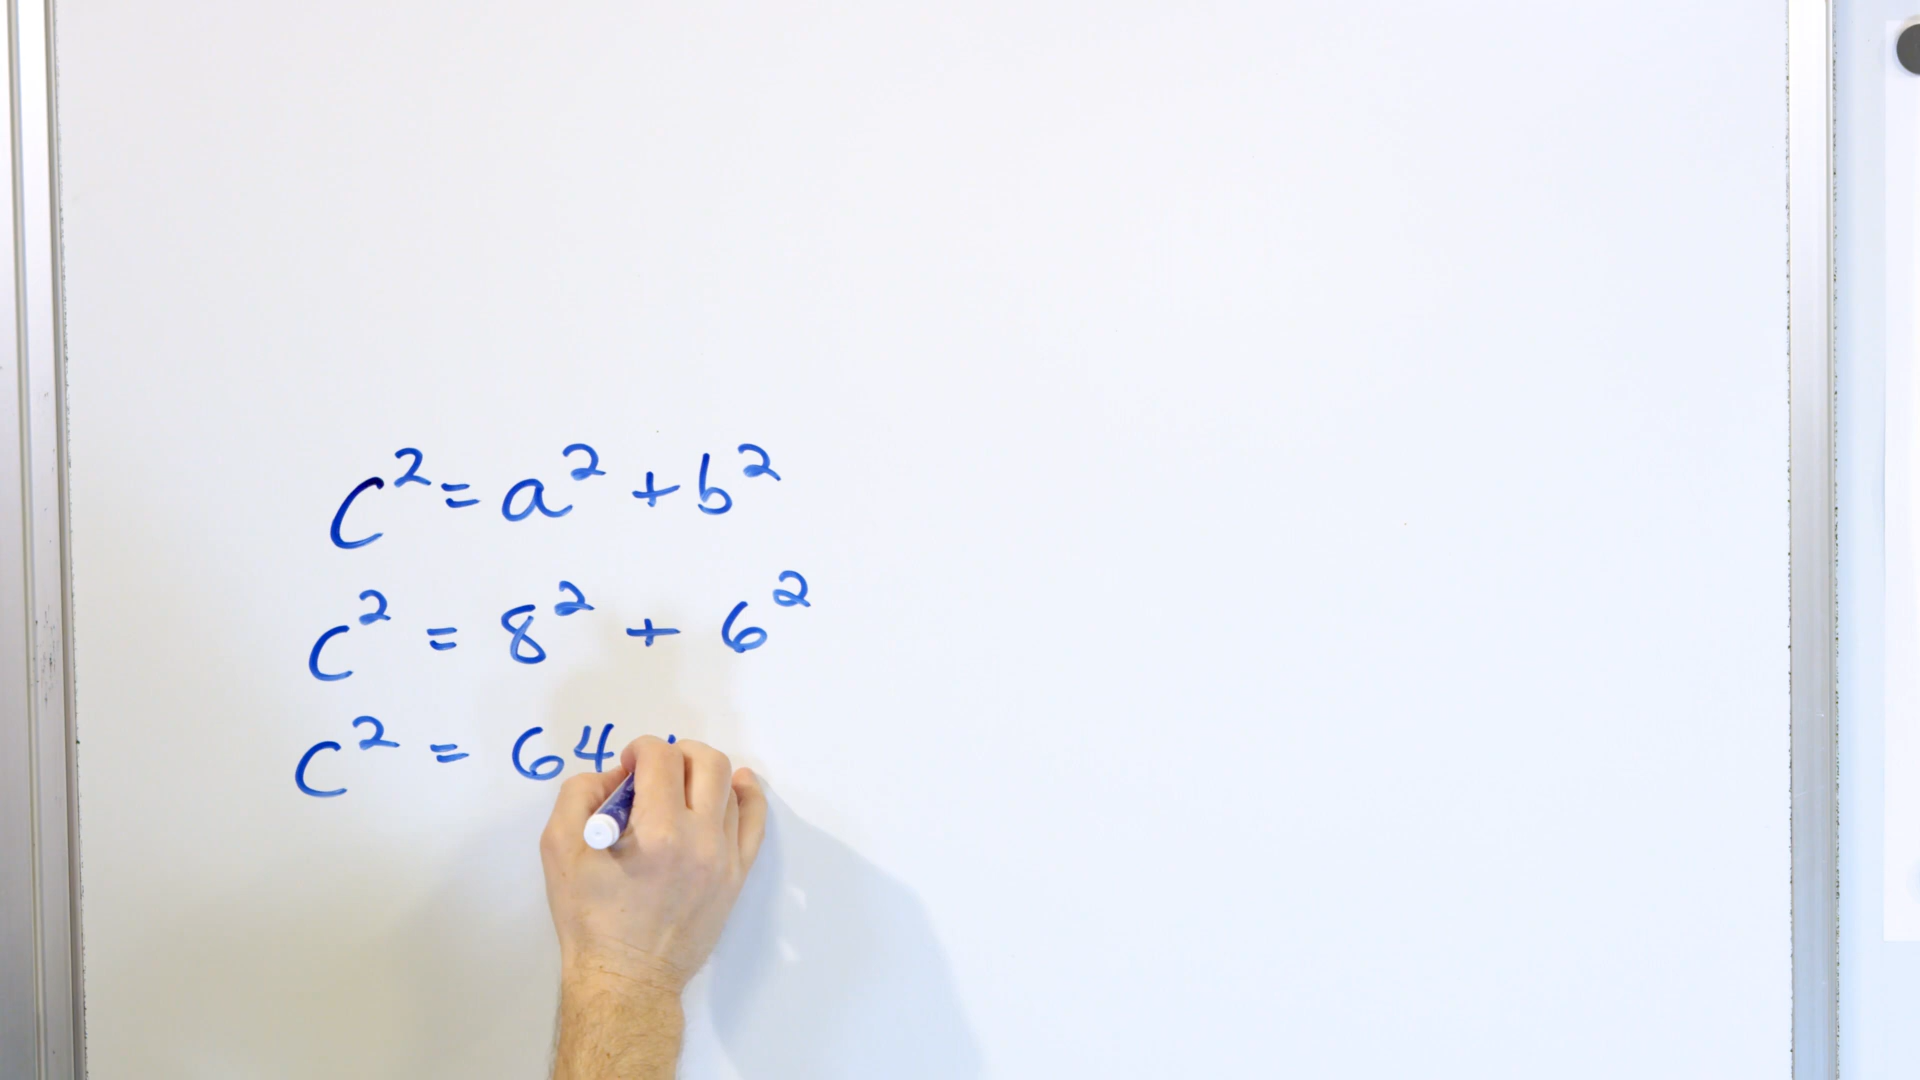 c² = a² + b²
c² = 8² + 6²
c² = 64